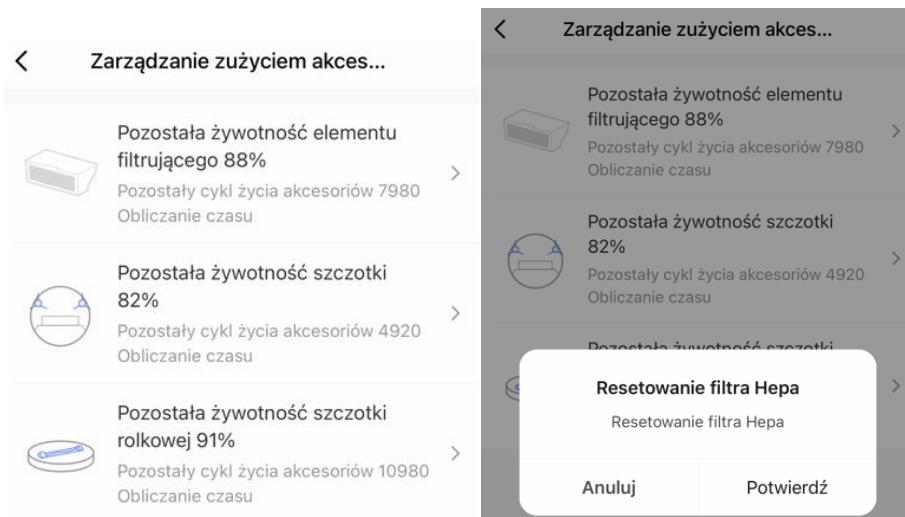 Zarządzanie zużyciem akces...
Pozostała żywotność elementu
filtrującego 88%
Pozostały cykl życia akcesoriów 7980
Obliczanie czasu
Pozostała żywotność szczotki
82%
Pozostały cykl życia akcesoriów 4920
Obliczanie czasu
Pozostała żywotność szczotki
rolkowej 91%
Pozostały cykl życia akcesoriów 10980
Obliczanie czasu
Zarządzanie zużyciem akces...
Pozostała żywotność elementu
filtrującego 88%
Pozostały cykl życia akcesoriów 7980
Obliczanie czasu
Pozostała żywotność szczotki
82%
Pozostały cykl życia akcesoriów 4920
Obliczanie czasu
Pozostała żywotność szczotki
Resetowanie filtra Hepa
Resetowanie filtra Hepa
Anuluj
Potwierdź